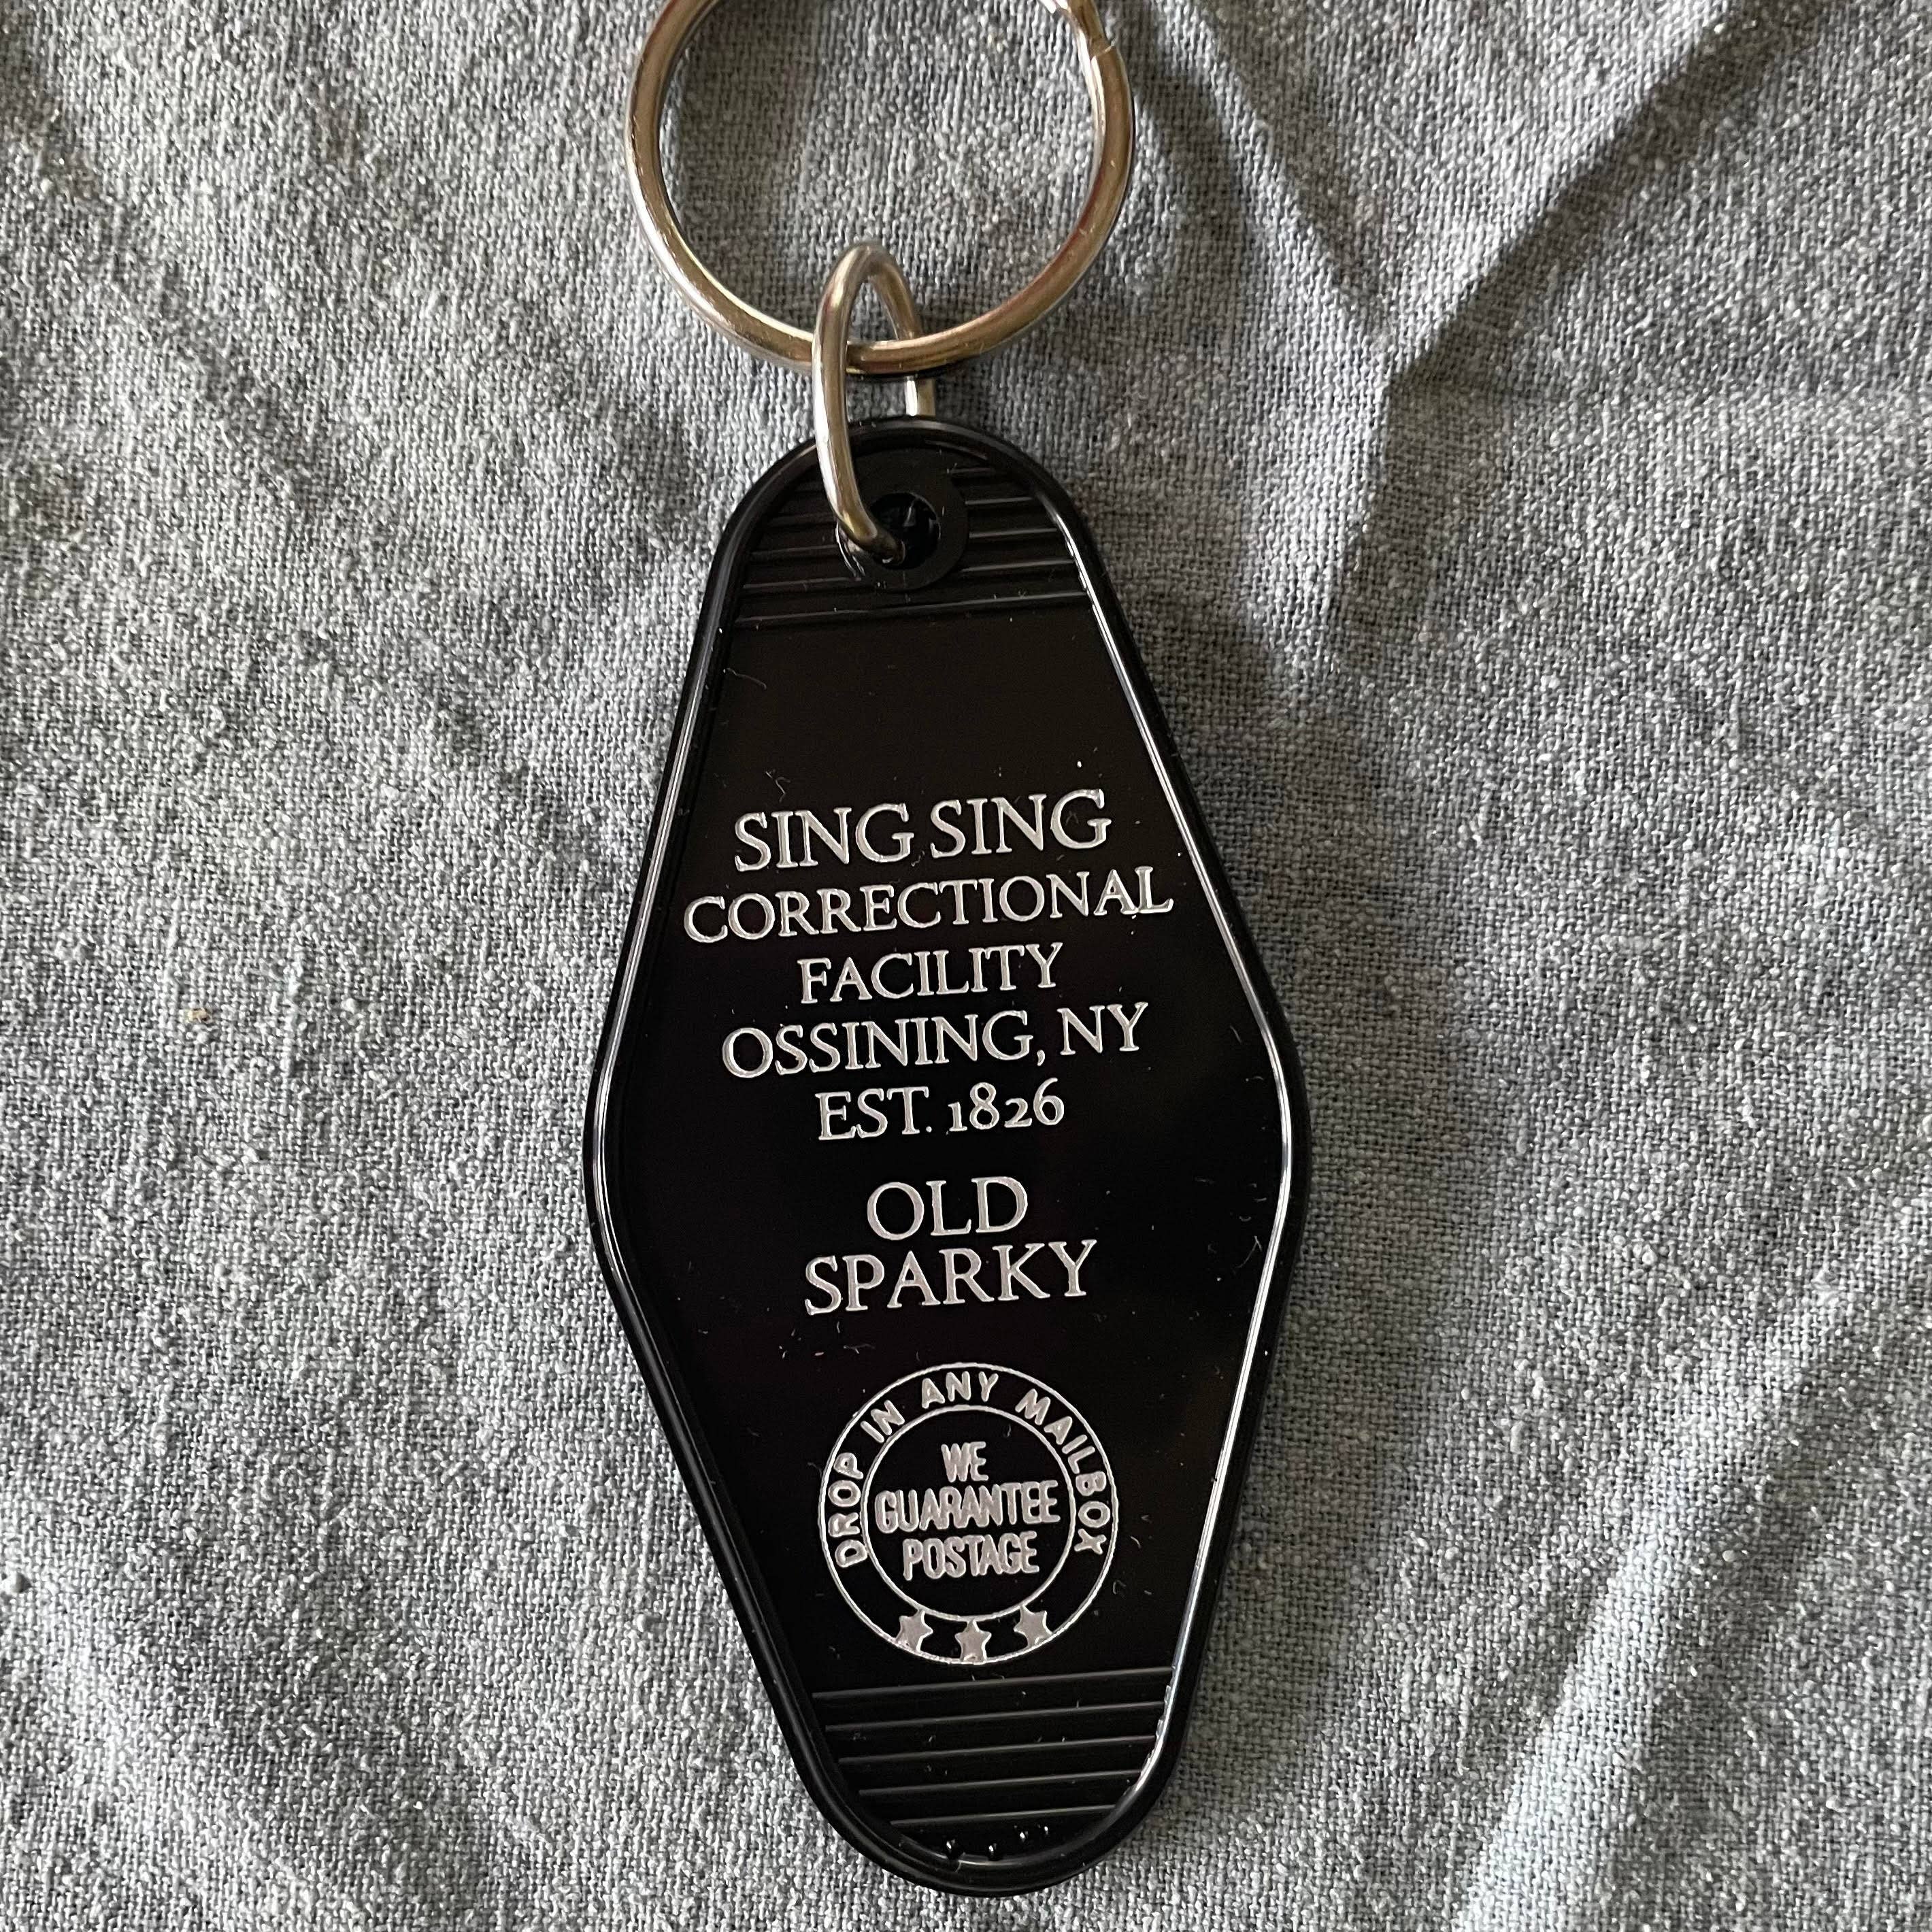 SING SING
CORRECTIONAL
FACILITY
OSSINING, NY
EST. 1826
OLD
SPARKY
DROP IN ANY MAILBOX
WE
GUARANTEE
POSTAGE